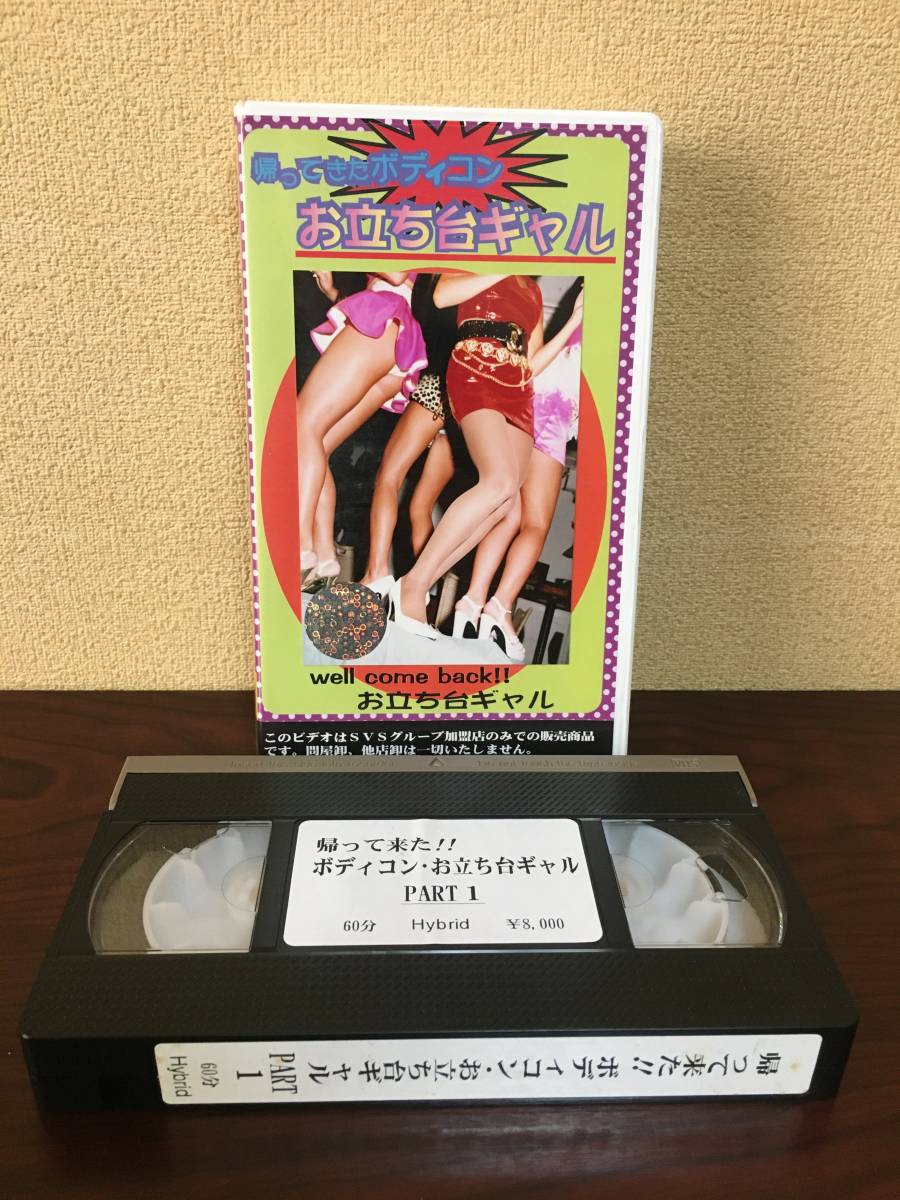 帰ってきたボディコン
お立ち台ギャル
well come back!!
お立ち台ギャル
このビデオはSVSグループ加盟店のみでの販売商品
です。問屋卸、他店卸は一切いたしません。
VHS
帰って来た!!
ボディコン・お立ち台ギャル
PART 1
60分 Hybrid ¥8,000
帰って来た!! ボディコン・お立ち台ギャル
PART 1
60分
Hybrid